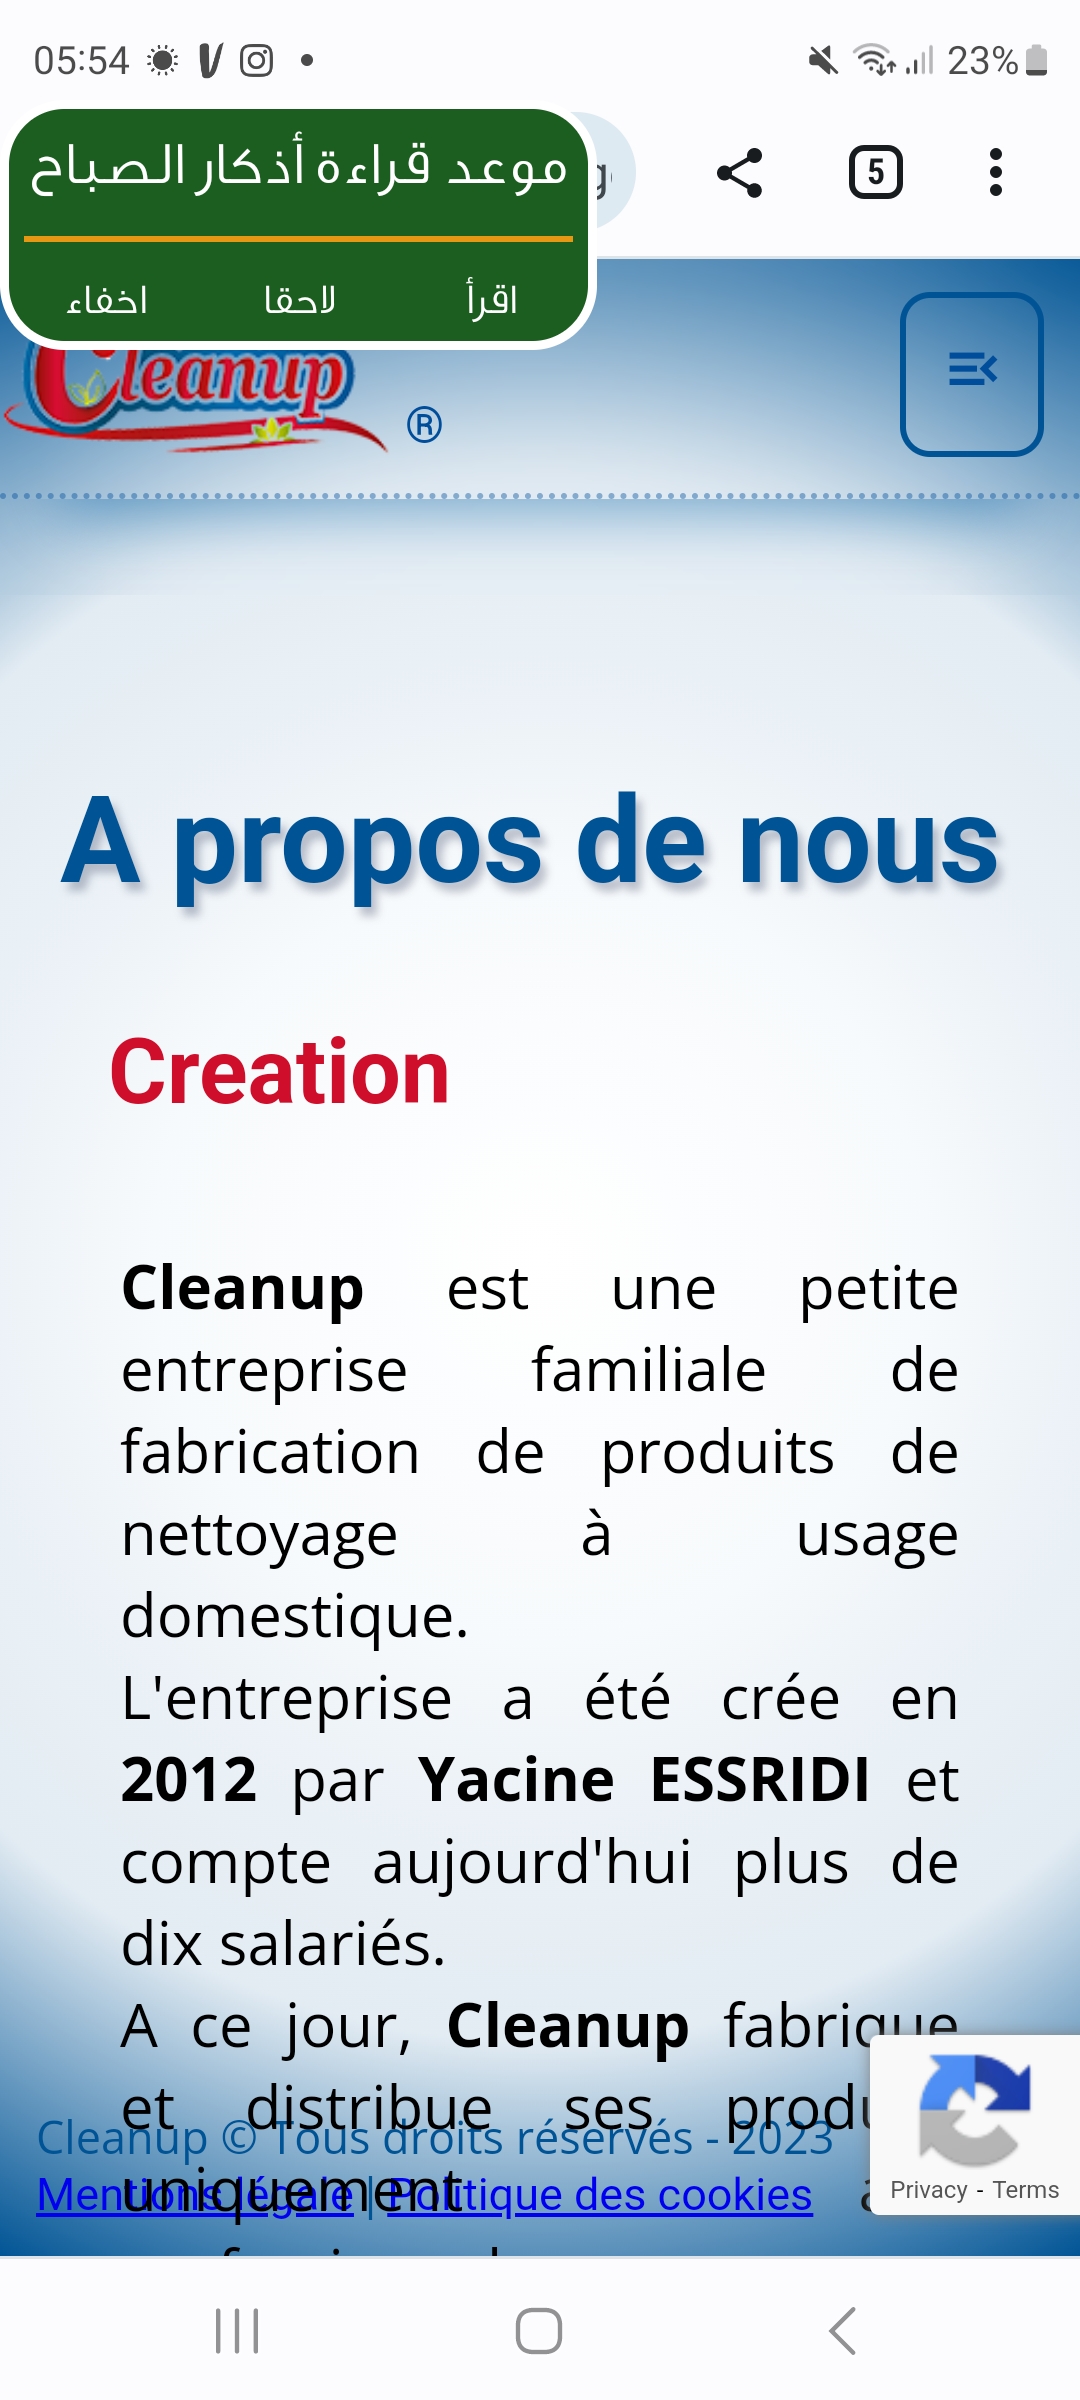 05:54
23%
موعد قراءة أذكار الصباح
اقرأ لاحقا اخفاء
5
Cleanup ®
A propos de nous
Creation
Cleanup est une petite
entreprise familiale de
fabrication de produits de
nettoyage à usage
domestique.
L'entreprise a été crée en
2012 par Yacine ESSRIDI et
compte aujourd'hui plus de
dix salariés.
A ce jour, Cleanup fabrique
et distribue ses
uniquement
Cleanup © Tous droits réservés - 2023
Mentions légale | Politique des cookies
Privacy - Terms